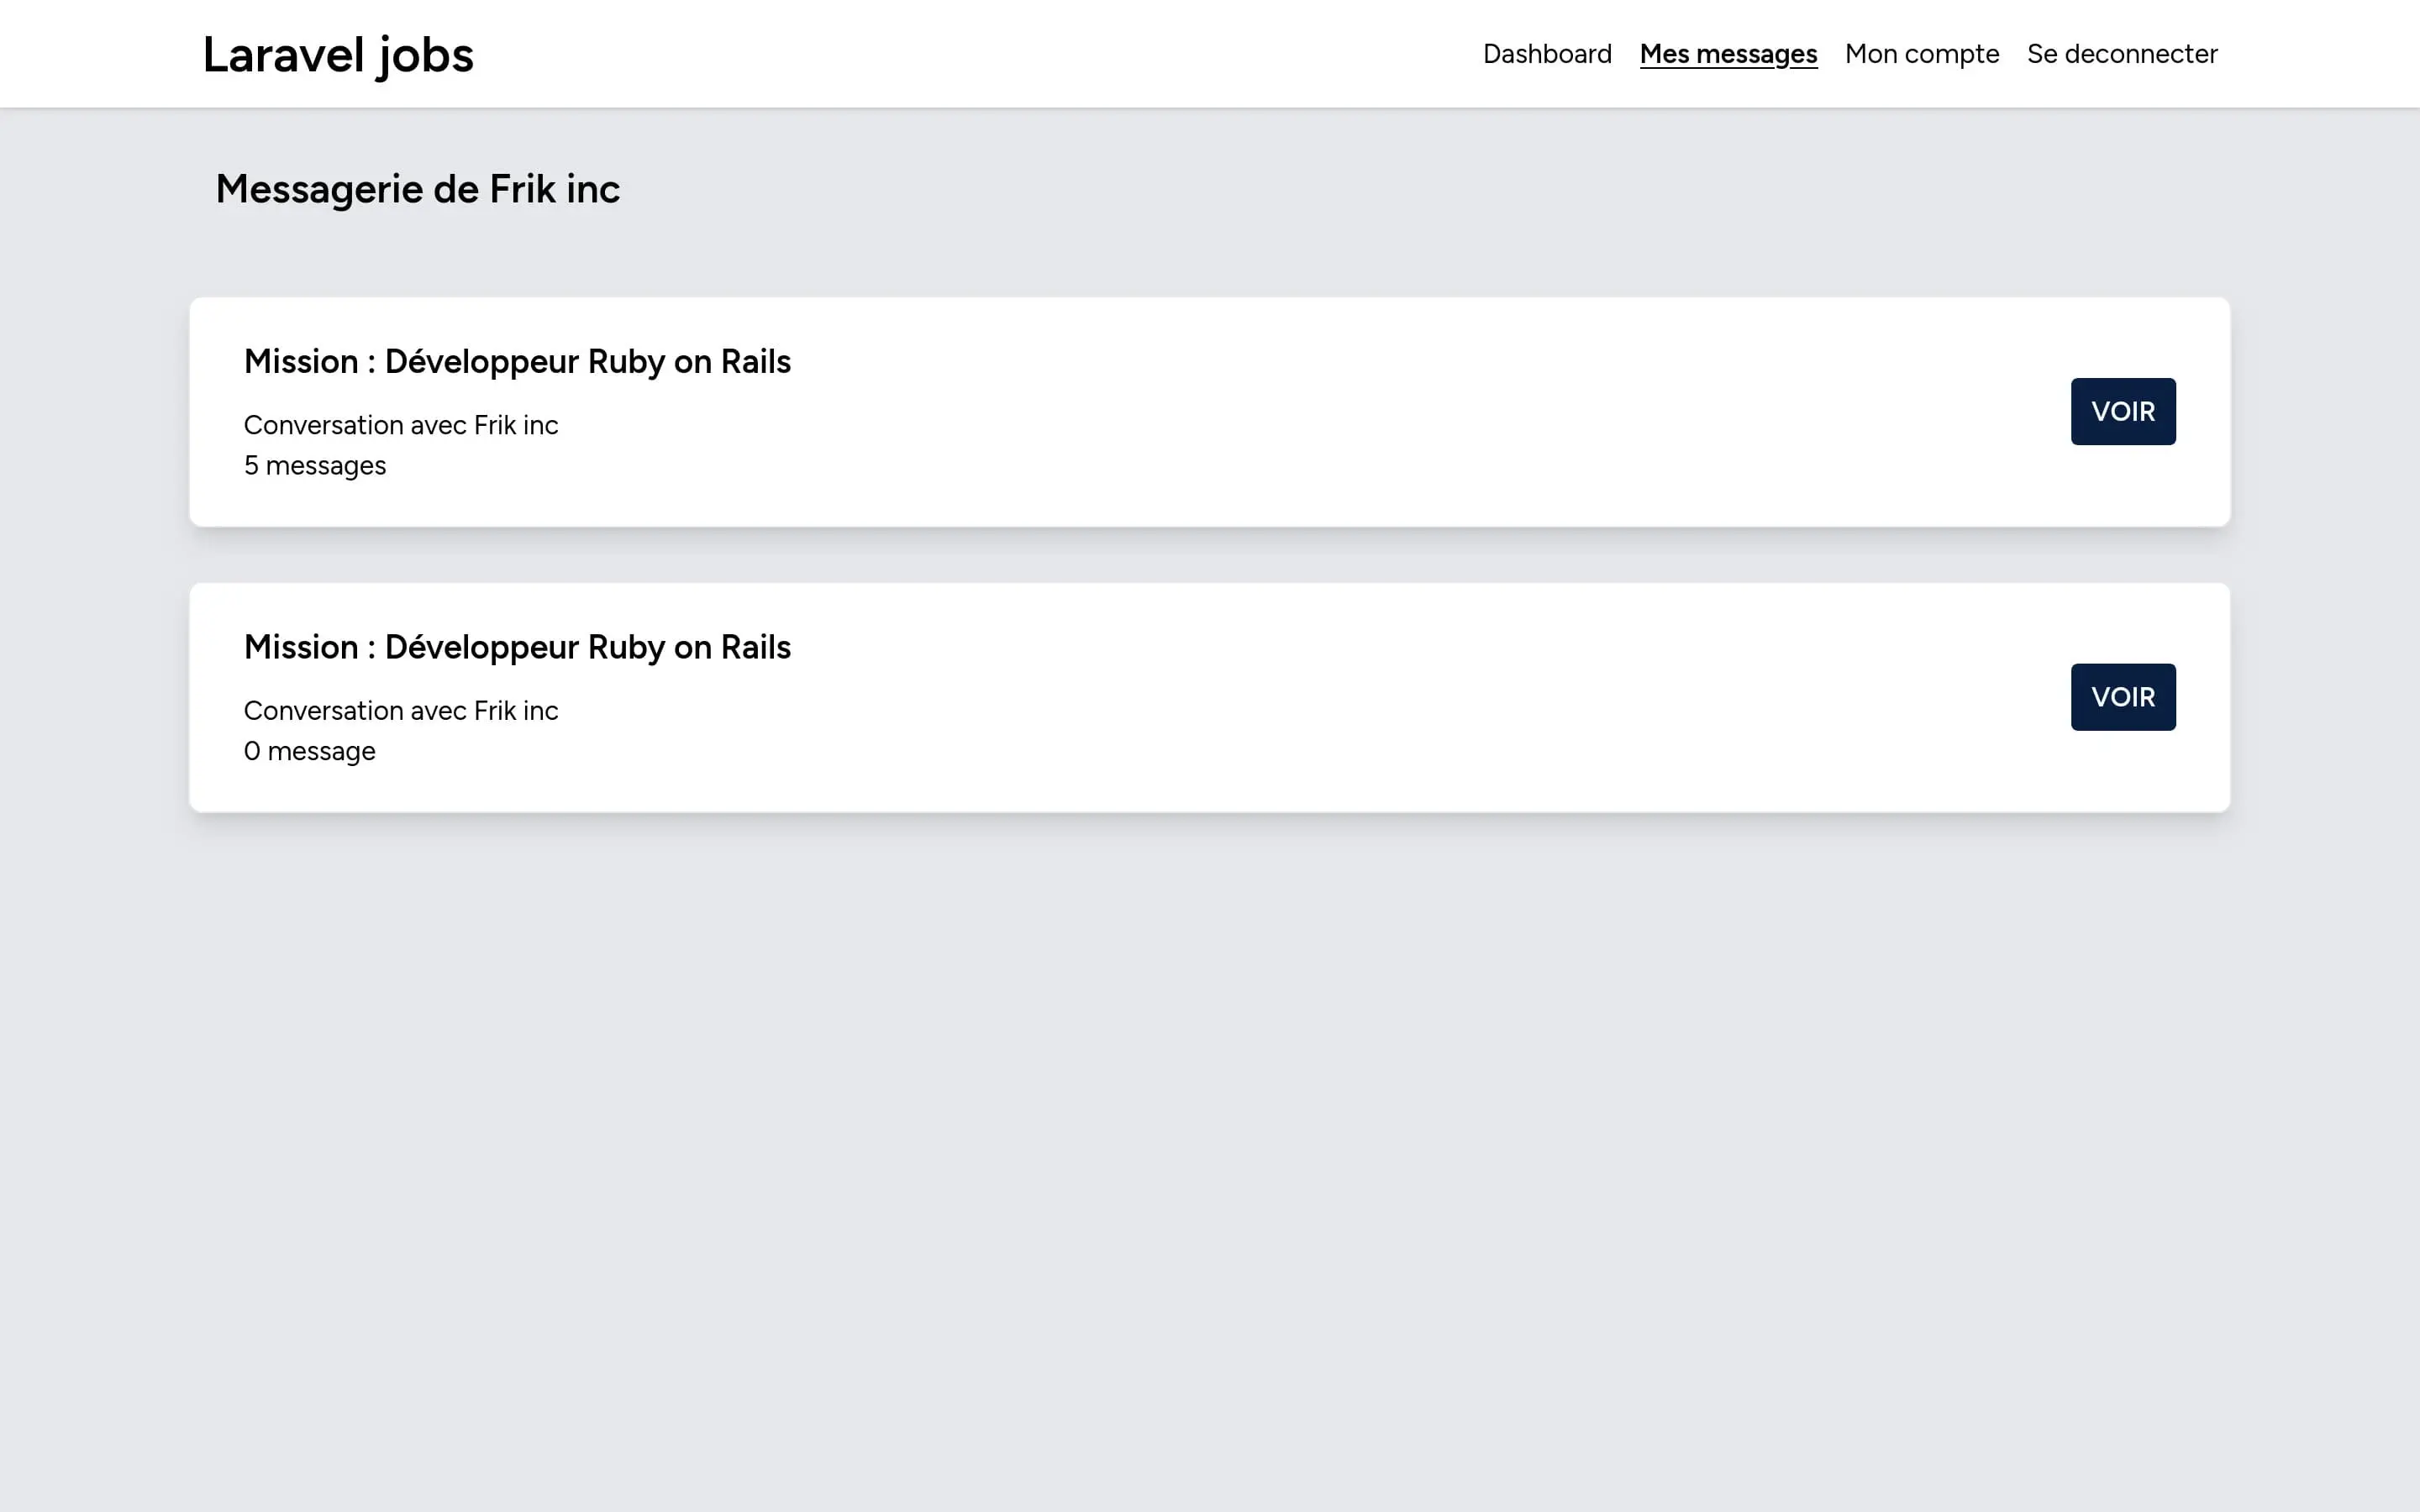 Laravel jobs
Dashboard Mes messages Mon compte Se deconnecter
Messagerie de Frik inc
Mission : Développeur Ruby on Rails
Conversation avec Frik inc
5 messages
VOIR
Mission : Développeur Ruby on Rails
Conversation avec Frik inc
0 message
VOIR